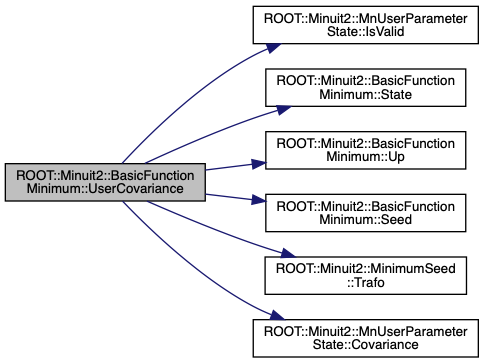 ROOT::Minuit2::BasicFunction
Minimum::UserCovariance
ROOT::Minuit2::MnUserParameter
State::IsValid
ROOT::Minuit2::BasicFunction
Minimum::State
ROOT::Minuit2::BasicFunction
Minimum::Up
ROOT::Minuit2::BasicFunction
Minimum::Seed
ROOT::Minuit2::MinimumSeed
::Trafo
ROOT::Minuit2::MnUserParameter
State::Covariance